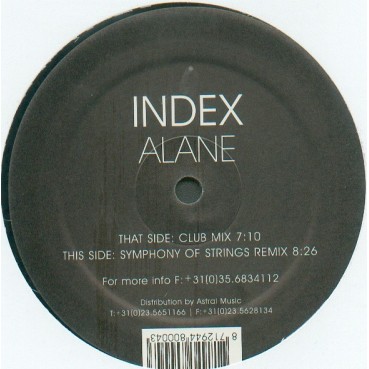 INDEX
ALANE
THAT SIDE: CLUB MIX 7:10
THIS SIDE: SYMPHONY OF STRINGS REMIX 8:26
For more info F: +31(0)35.6834112
Distribution by Astral Music
T:+31(0)23.5651166 | F:+31(0)23.5628134
8 712944 800043